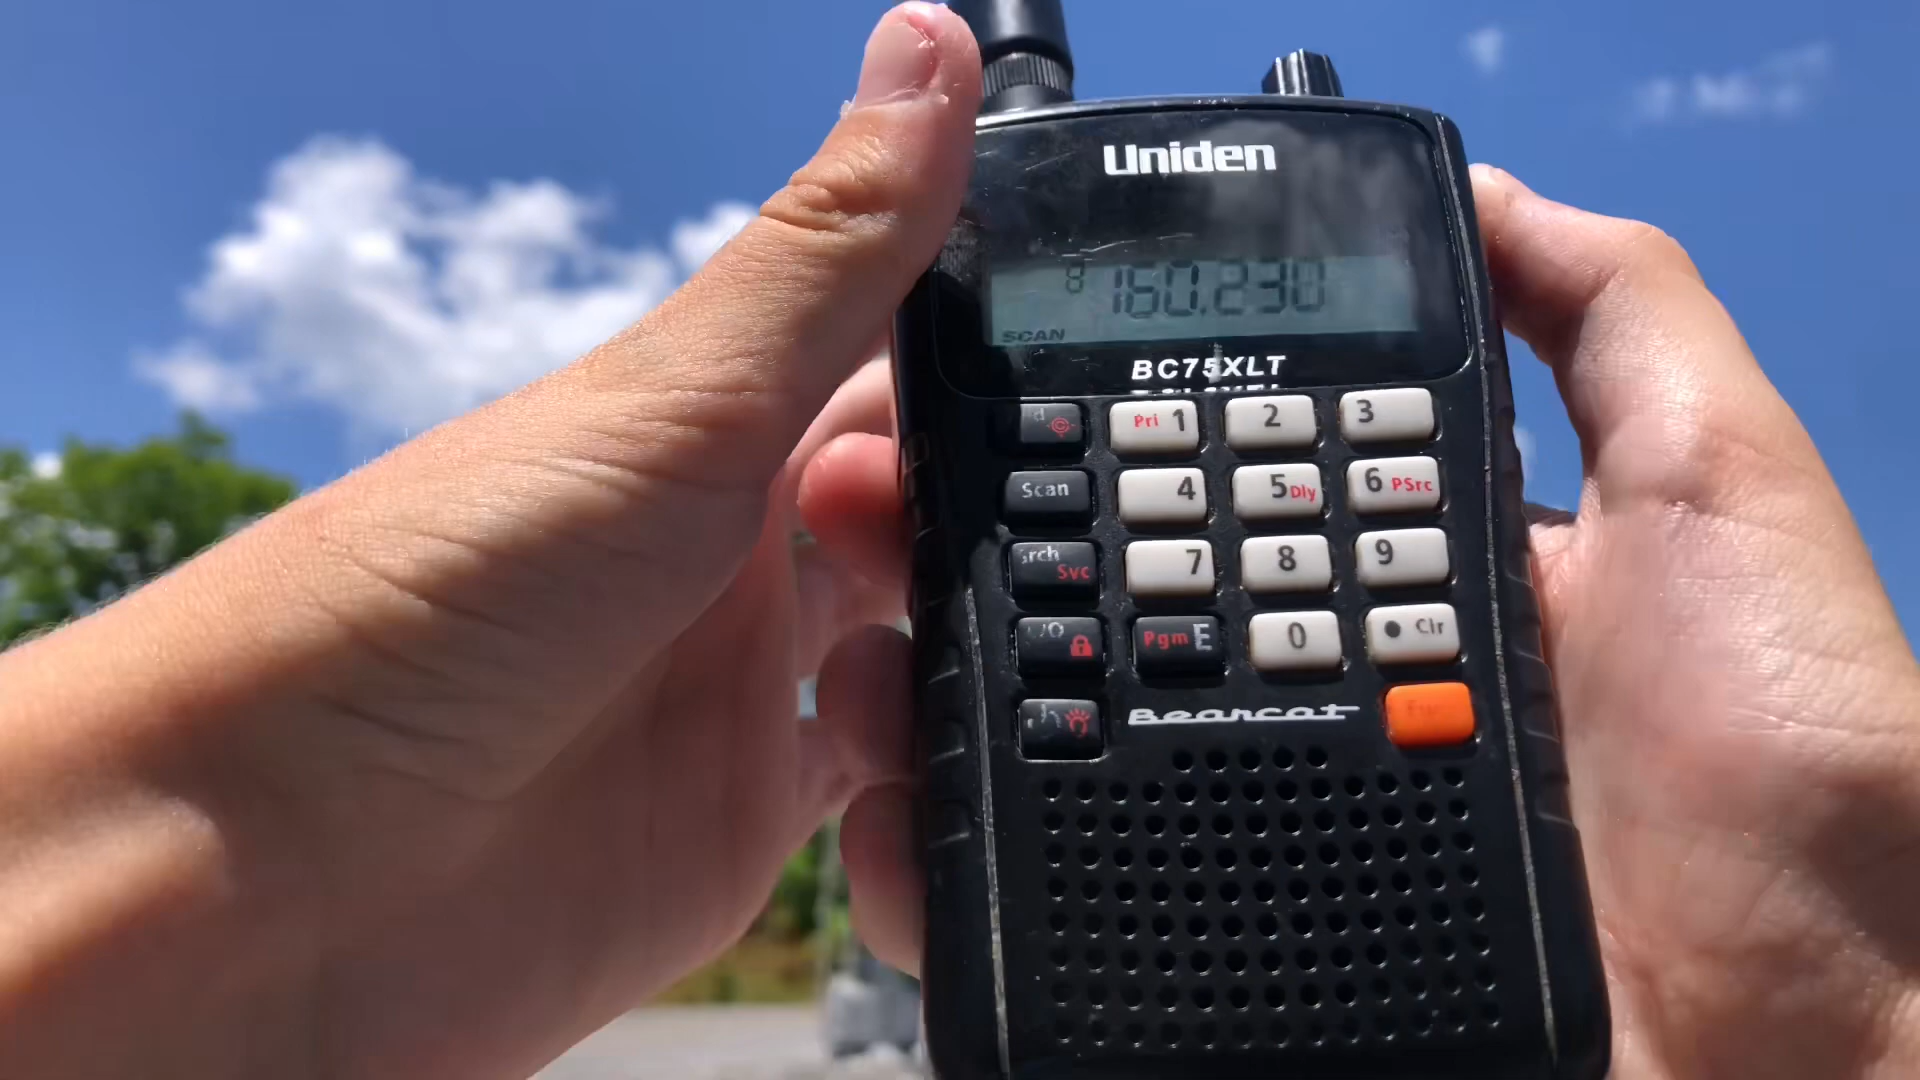 Uniden
8 160.230
SCAN
BC75XLT
Pri 1
2
3
Scan
4
5 Dly
6 PSrc
Srch Svc
7
8
9
L/O
Pgm E
0
• Clr
Bearcat